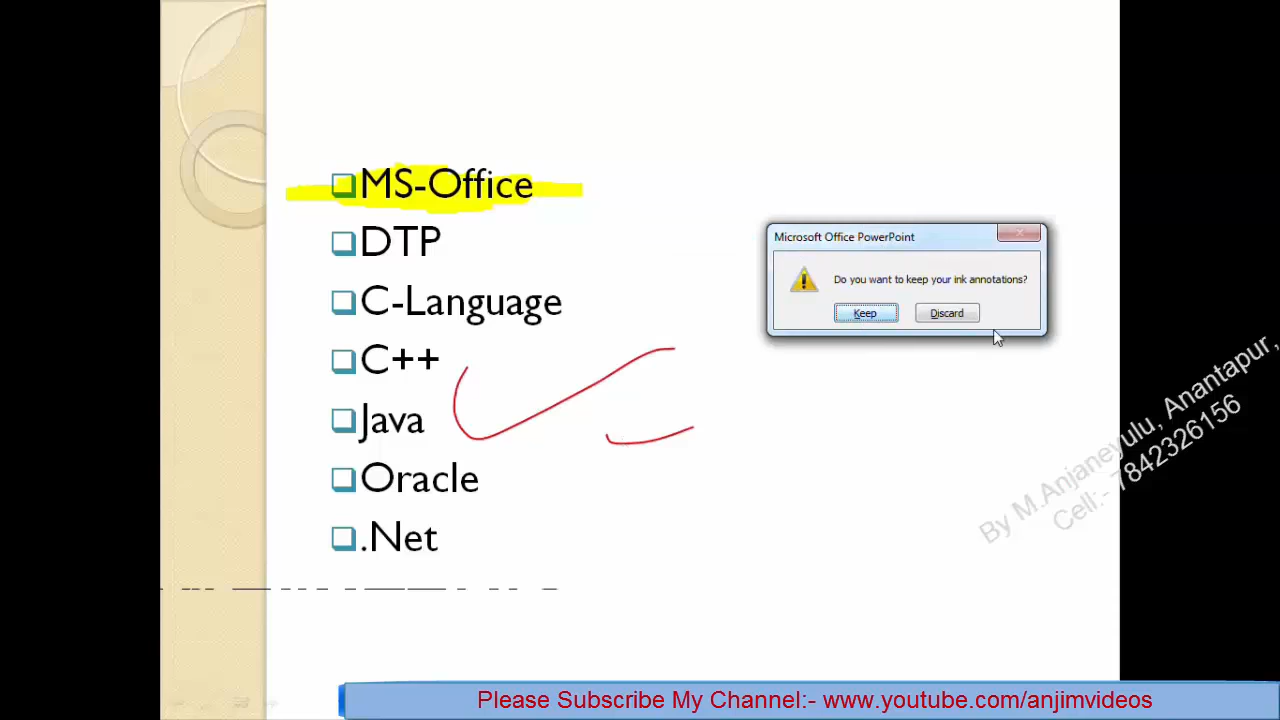 MS-Office
DTP
C-Language
C++
Java
Oracle
.Net
Microsoft Office PowerPoint
Do you want to keep your ink annotations?
Keep
Discard
By M.Anjaneyulu, Anantapur,
Cell:- 7842326156
Please Subscribe My Channel:- www.youtube.com/anjimvideos